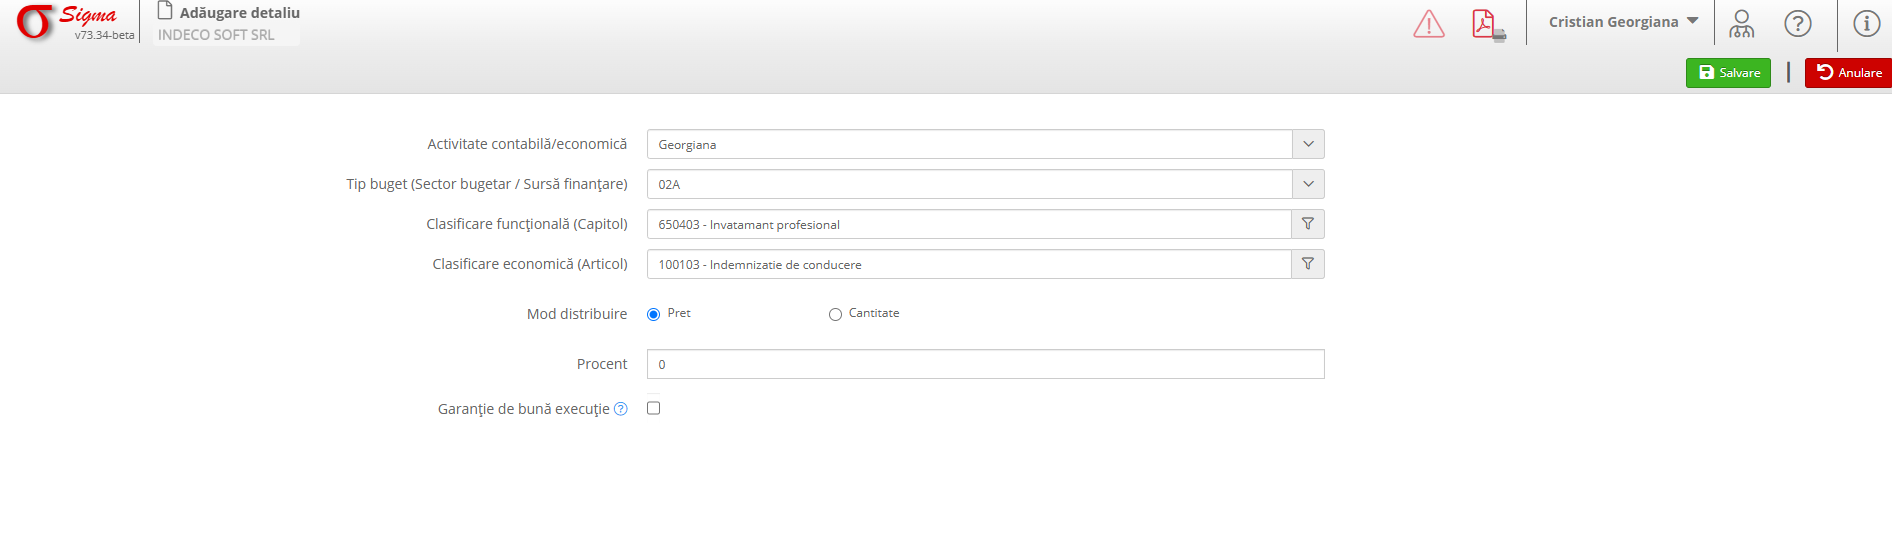 Sigma
v73.34-beta
Adăugare detaliu
INDECO SOFT SRL
Cristian Georgiana
Salvare
Anulare
Activitate contabilă/economică
Georgiana
Tip buget (Sector bugetar / Sursă finanțare)
02A
Clasificare funcțională (Capitol)
650403 - Invatamant profesional
Clasificare economică (Articol)
100103 - Indemnizatie de conducere
Mod distribuire
Pret
Cantitate
Procent
0
Garanție de bună execuție